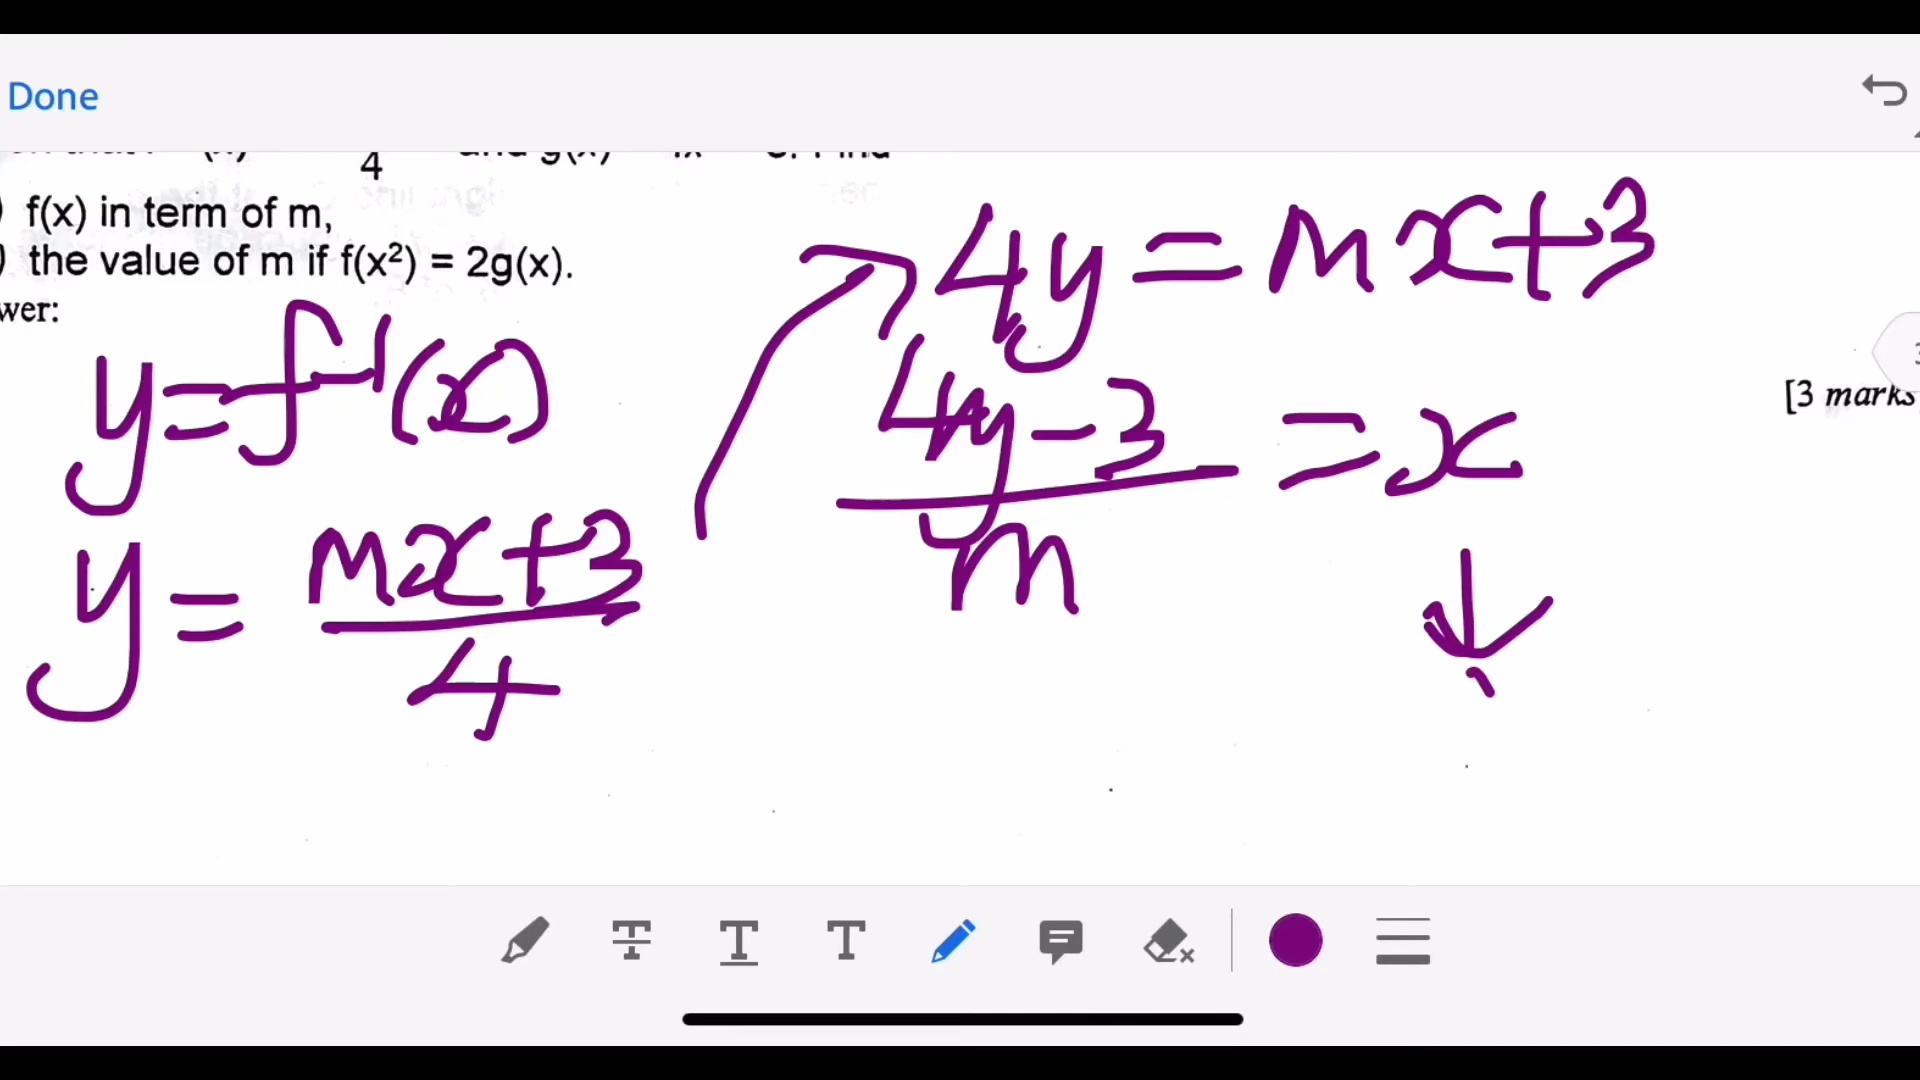 Done
4
f(x) in term of m,
the value of m if f(x²) = 2g(x).
wer:
[3 marks
y=f⁻¹(x)
y=mx+3/4
4y=mx+3
4y-3/m=x